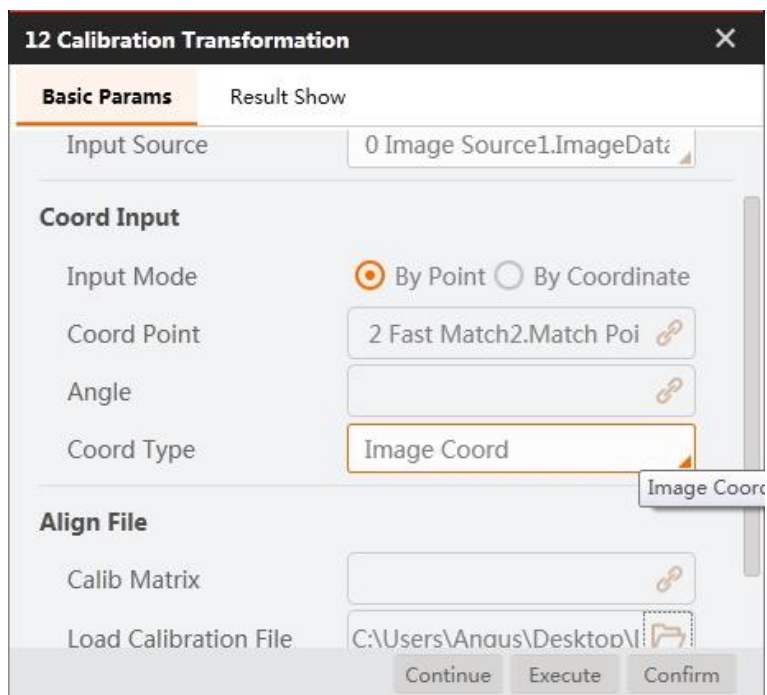 12 Calibration Transformation
Basic Params Result Show
Input Source 0 Image Source1.ImageData
Coord Input
Input Mode By Point By Coordinate
Coord Point 2 Fast Match2.Match Poi
Angle
Coord Type Image Coord
Image Coord
Align File
Calib Matrix
Load Calibration File C:\Users\Angus\Desktop\
Continue Execute Confirm